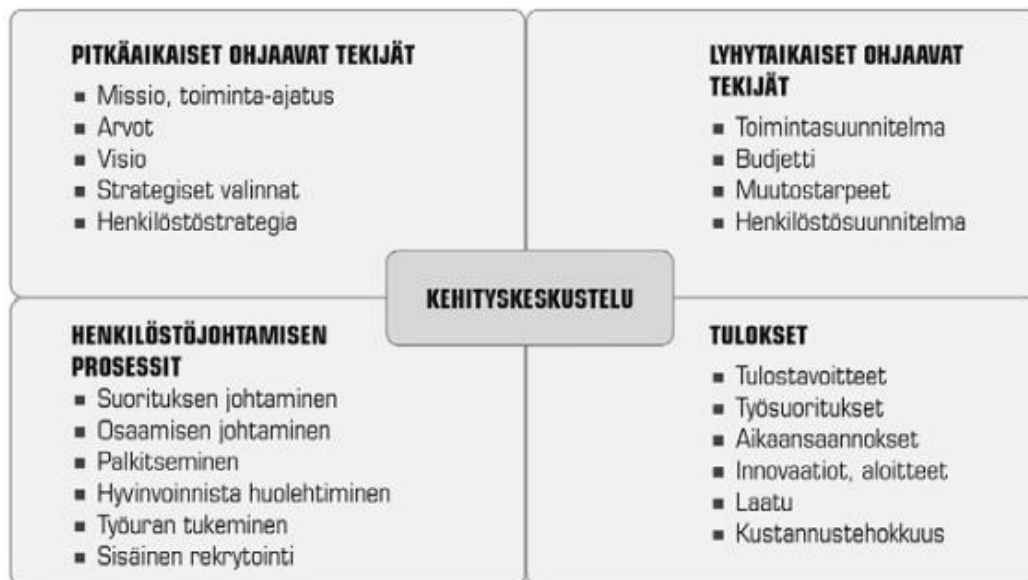 PITKÄAIKAISET OHJAAVAT TEKIJÄT
▪ Missio, toiminta-ajatus
▪ Arvot
▪ Visio
▪ Strategiset valinnat
▪ Henkilöstöstrategia
LYHYTAIKAISET OHJAAVAT
TEKIJÄT
▪ Toimintasuunnitelma
▪ Budjetti
▪ Muutostarpeet
▪ Henkilöstösuunnitelma
KEHITYSKESKUSTELU
HENKILÖSTÖJOHTAMISEN
PROSESSIT
▪ Suorituksen johtaminen
▪ Osaamisen johtaminen
▪ Palkitseminen
▪ Hyvinvoinnista huolehtiminen
▪ Työuran tukeminen
▪ Sisäinen rekrytointi
TULOKSET
▪ Tulostavoitteet
▪ Työsuoritukset
▪ Aikaansaannokset
▪ Innovaatiot, aloitteet
▪ Laatu
▪ Kustannustehokkuus